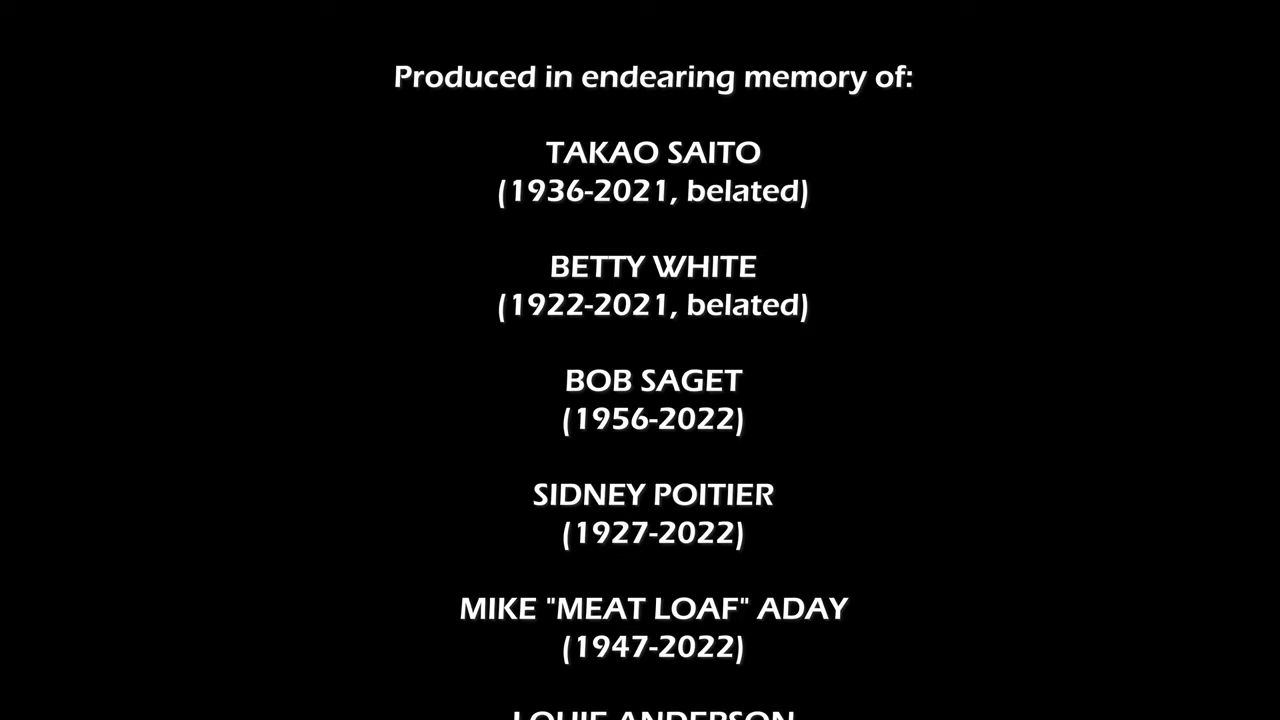 Produced in endearing memory of:
TAKAO SAITO
(1936-2021, belated)
BETTY WHITE
(1922-2021, belated)
BOB SAGET
(1956-2022)
SIDNEY POITIER
(1927-2022)
MIKE "MEAT LOAF" ADAY
(1947-2022)
LOUIE ANDERSON